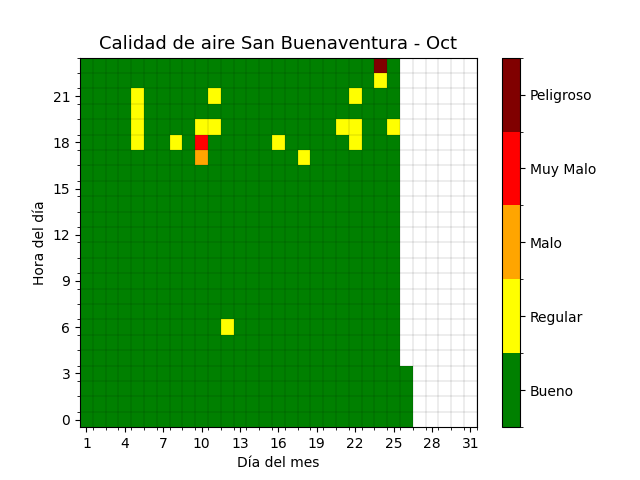 Calidad de aire San Buenaventura - Oct
Hora del día
21
18
15
12
9
6
3
0
1 4 7 10 13 16 19 22 25 28 31
Día del mes
Peligroso
Muy Malo
Malo
Regular
Bueno